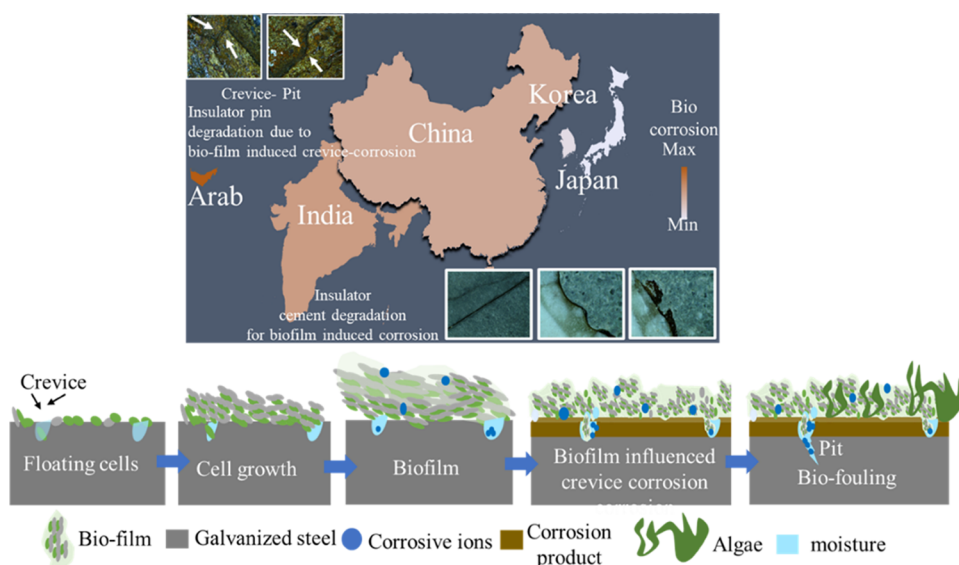 Crevice- Pit
Insulator pin
degradation due to
bio-film induced crevice-corrosion
Korea
China
Japan
Arab
India
Bio
corrosion
Max
Min
Insulator
cement degradation
for biofilm induced corrosion
Crevice
Floating cells
Cell growth
Biofilm
Biofilm influenced
crevice corrosion
corrosion
Pit
Bio-fouling
Bio-film
Galvanized steel
Corrosive ions
Corrosion
product
Algae
moisture